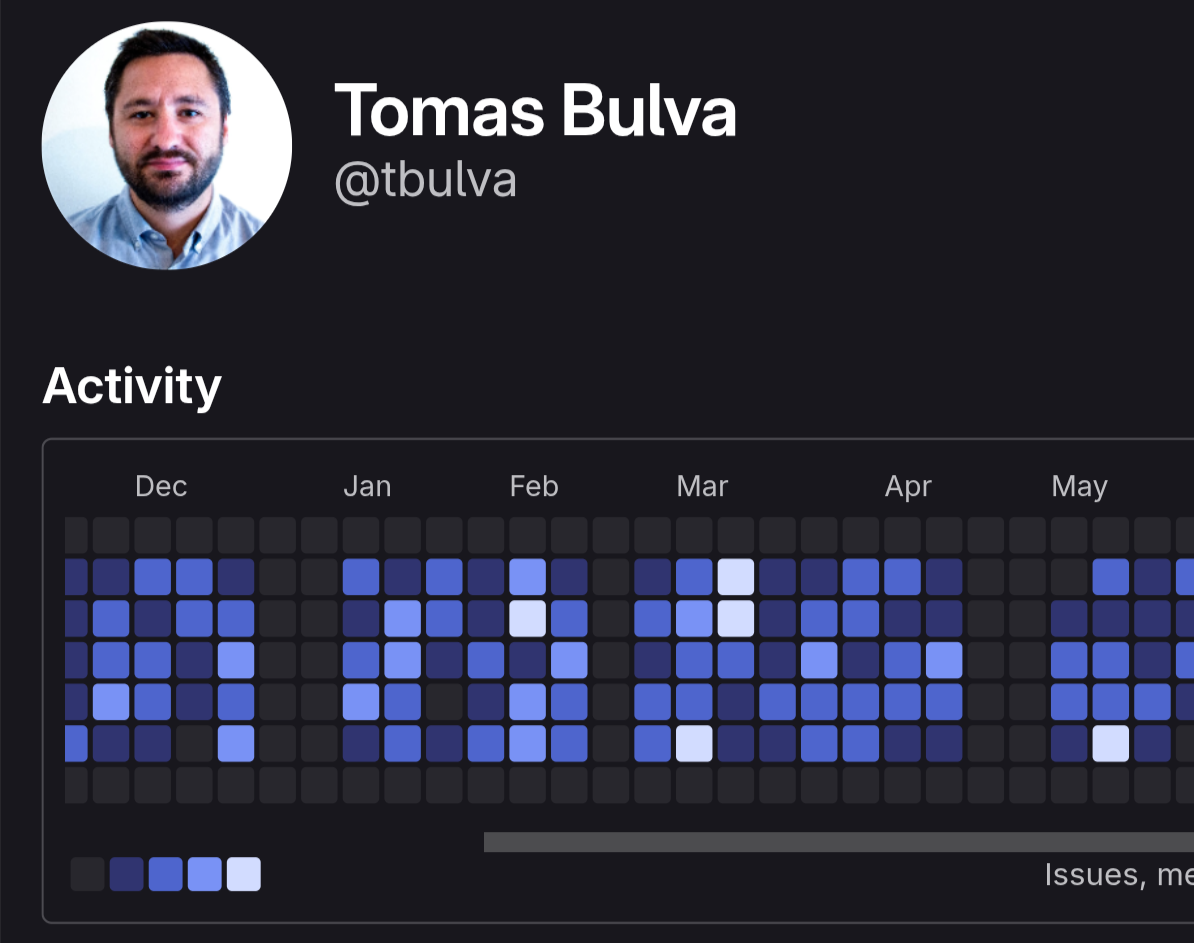 Tomas Bulva
@tbulva
Activity
Dec Jan Feb Mar Apr May
Issues,